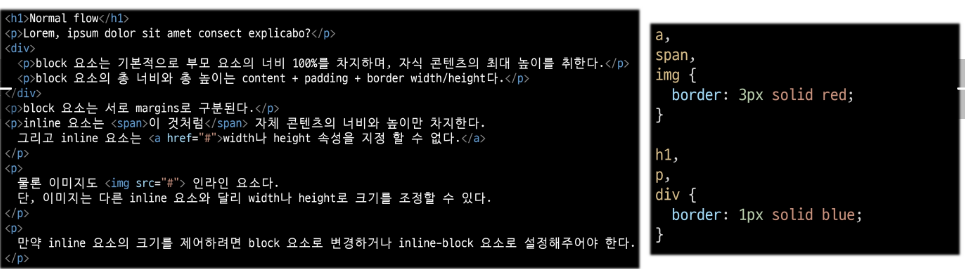 <h1>Normal flow</h1>
<p>Lorem, ipsum dolor sit amet consect explicabo?</p>
<div>
  <p>block 요소는 기본적으로 부모 요소의 너비 100%를 차지하며, 자식 콘텐츠의 최대 높이를 취한다.</p>
  <p>block 요소의 총 너비와 총 높이는 content + padding + border width/height다.</p>
</div>
<p>block 요소는 서로 margins로 구분된다.</p>
<p>inline 요소는 <span>이 것처럼</span> 자체 콘텐츠의 너비와 높이만 차지한다.
  그리고 inline 요소는 <a href="#">width나 height 속성을 지정 할 수 없다.</a>
</p>
<p>
  물론 이미지도 <img src="#"> 인라인 요소다.
  단, 이미지는 다른 inline 요소와 달리 width나 height로 크기를 조정할 수 있다.
</p>
<p>
  만약 inline 요소의 크기를 제어하려면 block 요소로 변경하거나 inline-block 요소로 설정해주어야 한다.
</p>
a,
span,
img {
  border: 3px solid red;
}

h1,
p,
div {
  border: 1px solid blue;
}